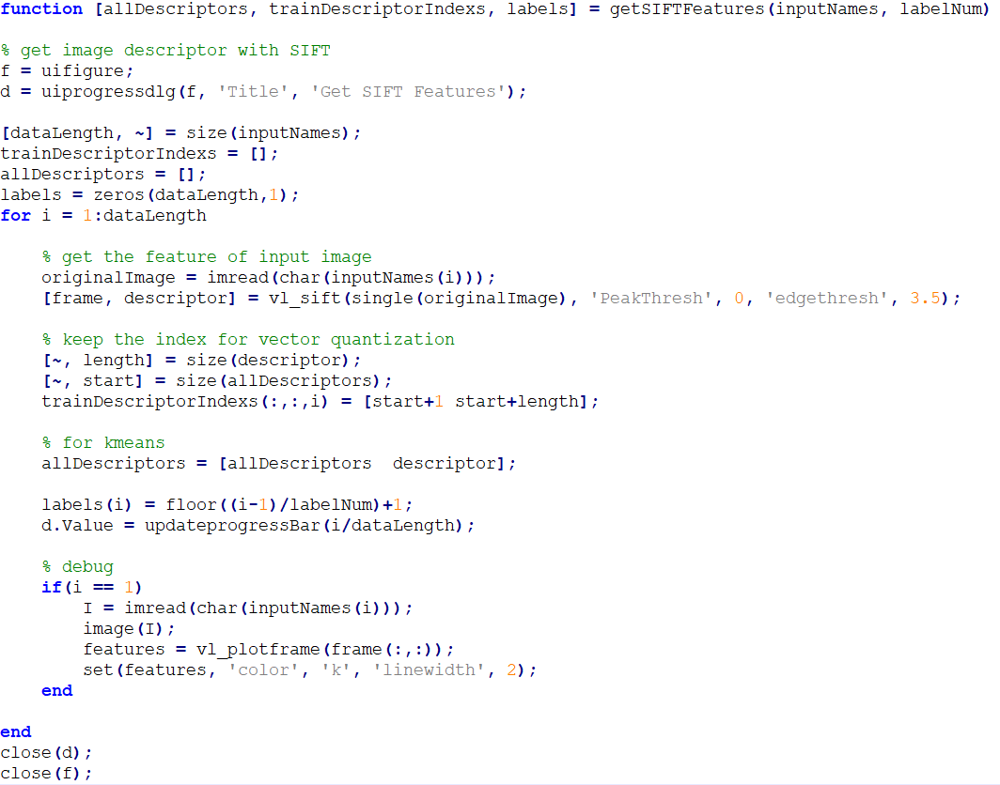 function [allDescriptors, trainDescriptorIndexs, labels] = getSIFTFeatures(inputNames, labelNum)
% get image descriptor with SIFT
f = uifigure;
d = uiprogressdlg(f, 'Title', 'Get SIFT Features');
[dataLength, ~] = size(inputNames);
trainDescriptorIndexs = [];
allDescriptors = [];
labels = zeros(dataLength,1);
for i = 1:dataLength
% get the feature of input image
originalImage = imread(char(inputNames(i)));
[frame, descriptor] = vl_sift(single(originalImage), 'PeakThresh', 0, 'edgethresh', 3.5);
% keep the index for vector quantization
[~, length] = size(descriptor);
[~, start] = size(allDescriptors);
trainDescriptorIndexs(:,:,i) = [start+1 start+length];
% for kmeans
allDescriptors = [allDescriptors  descriptor];
labels(i) = floor((i-1)/labelNum)+1;
d.Value = updateprogressBar(i/dataLength);
% debug
if(i == 1)
I = imread(char(inputNames(i)));
image(I);
features = vl_plotframe(frame(:,:));
set(features, 'color', 'k', 'linewidth', 2);
end
end
close(d);
close(f);